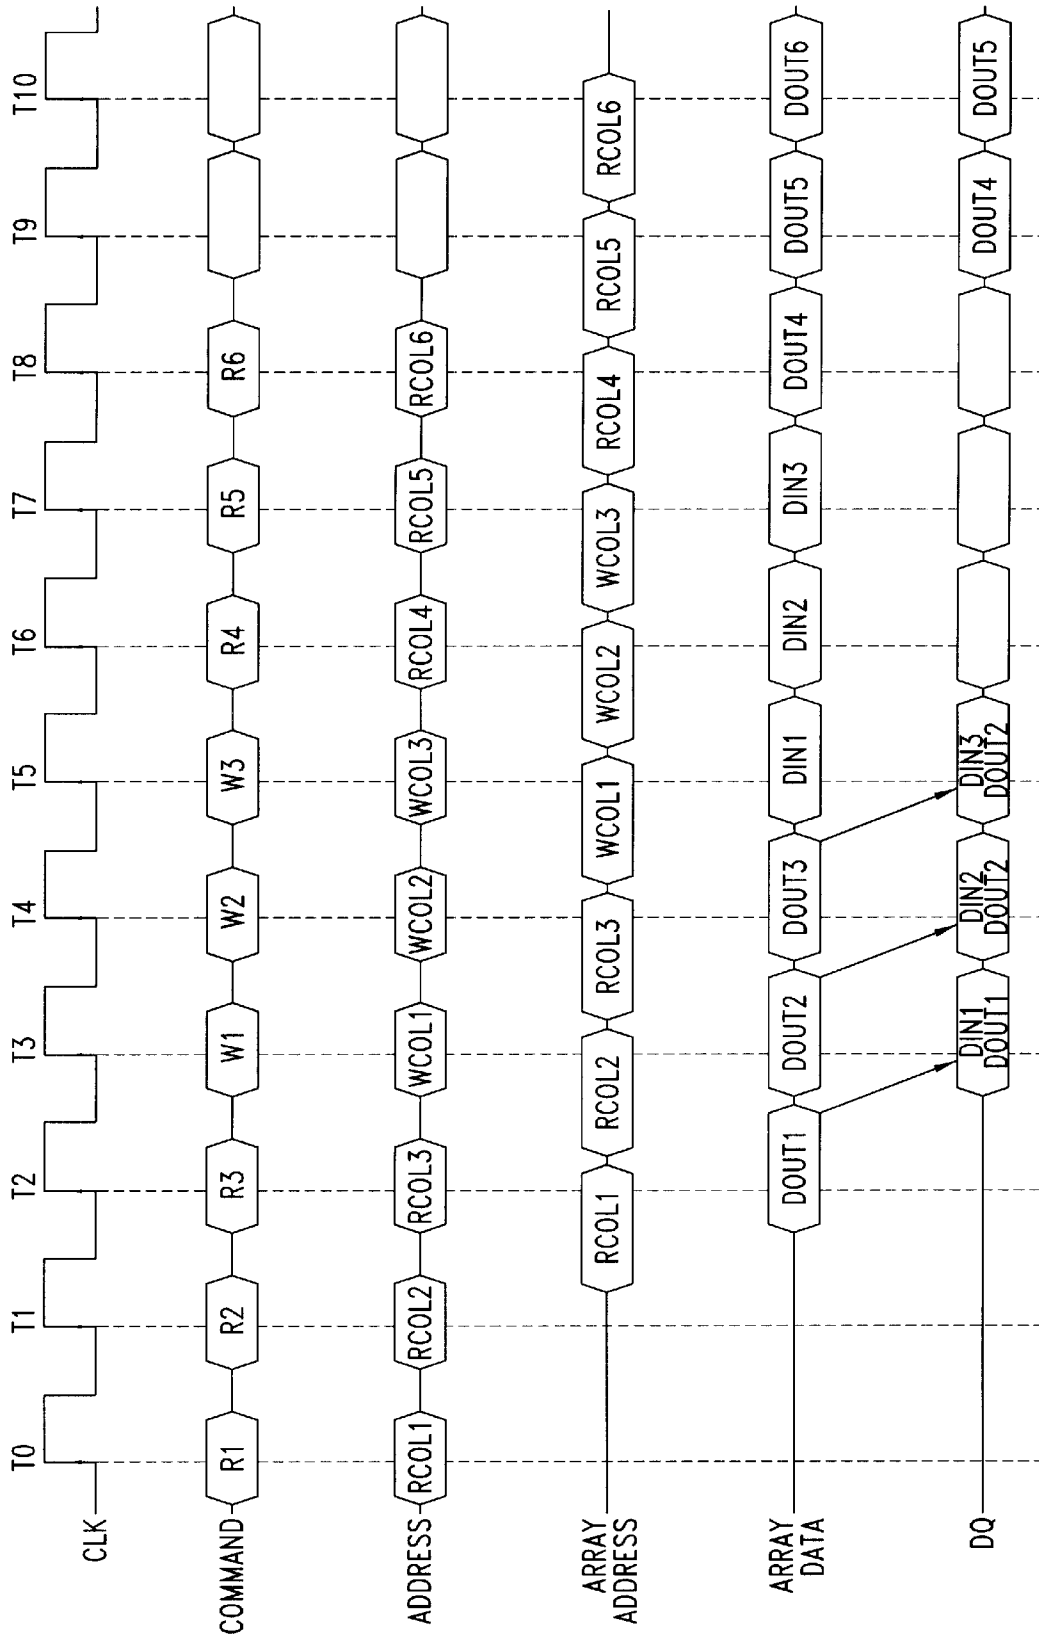 T0 T1 T2 T3 T4 T5 T6 T7 T8 T9 T10
CLK
COMMAND R1 R2 R3 W1 W2 W3 R4 R5 R6
ADDRESS RCOL1 RCOL2 RCOL3 WCOL1 WCOL2 WCOL3 RCOL4 RCOL5 RCOL6
ARRAY
ADDRESS
RCOL1 RCOL2 RCOL3 WCOL1 WCOL2 WCOL3 RCOL4 RCOL5 RCOL6
ARRAY
DATA
DOUT1 DOUT2 DOUT3 DIN1 DIN2 DIN3 DOUT4 DOUT5 DOUT6
DQ
DIN1 DIN2 DIN3
DOUT1 DOUT2 DOUT2
DOUT4 DOUT5